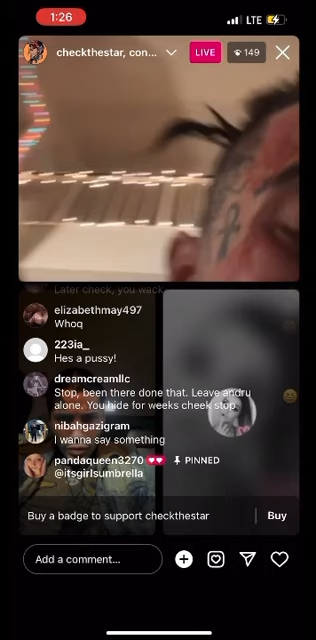 1:26
LTE
checkthestar, con...
LIVE
149
Later check, you wack
elizabethmay497
Whoq
223ia_
Hes a pussy!
dreamcreamllc
Stop, been there done that. Leave andru
alone. You hide for weeks cheek stop
nibahgazigram
I wanna say something
pandaqueen3270 PINNED
@itsgirlsumbrella
Buy a badge to support checkthestar
Buy
Add a comment...